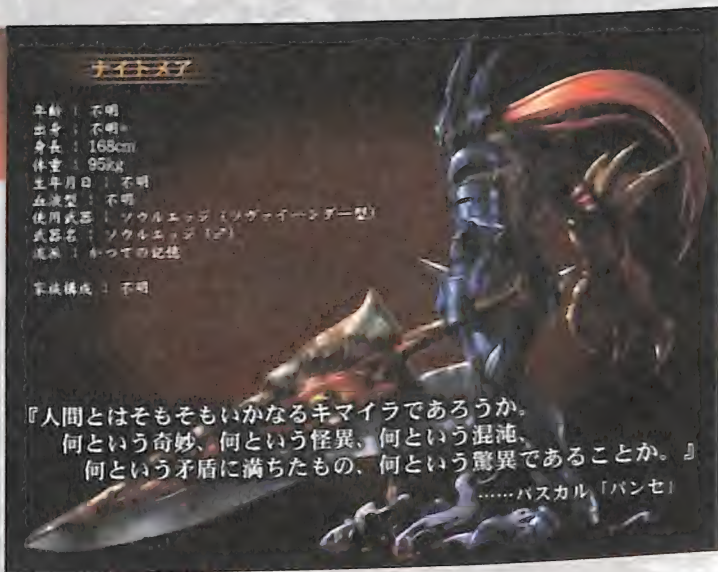 ナイトメア
年齢：不明
出身：不明
身長：168cm
体重：95kg
生年月日：不明
血液型：不明
使用武器：ソウルエッジ（ツヴァイハンダー型）
武器名：ソウルエッジ（♂）
流派：かつての記憶
家族構成：不明
『人間とはそもそもいかなるキマイラであろうか。
何という奇妙、何という怪異、何という混沌、
何という矛盾に満ちたもの、何という驚異であることか。』
……パスカル「パンセ」